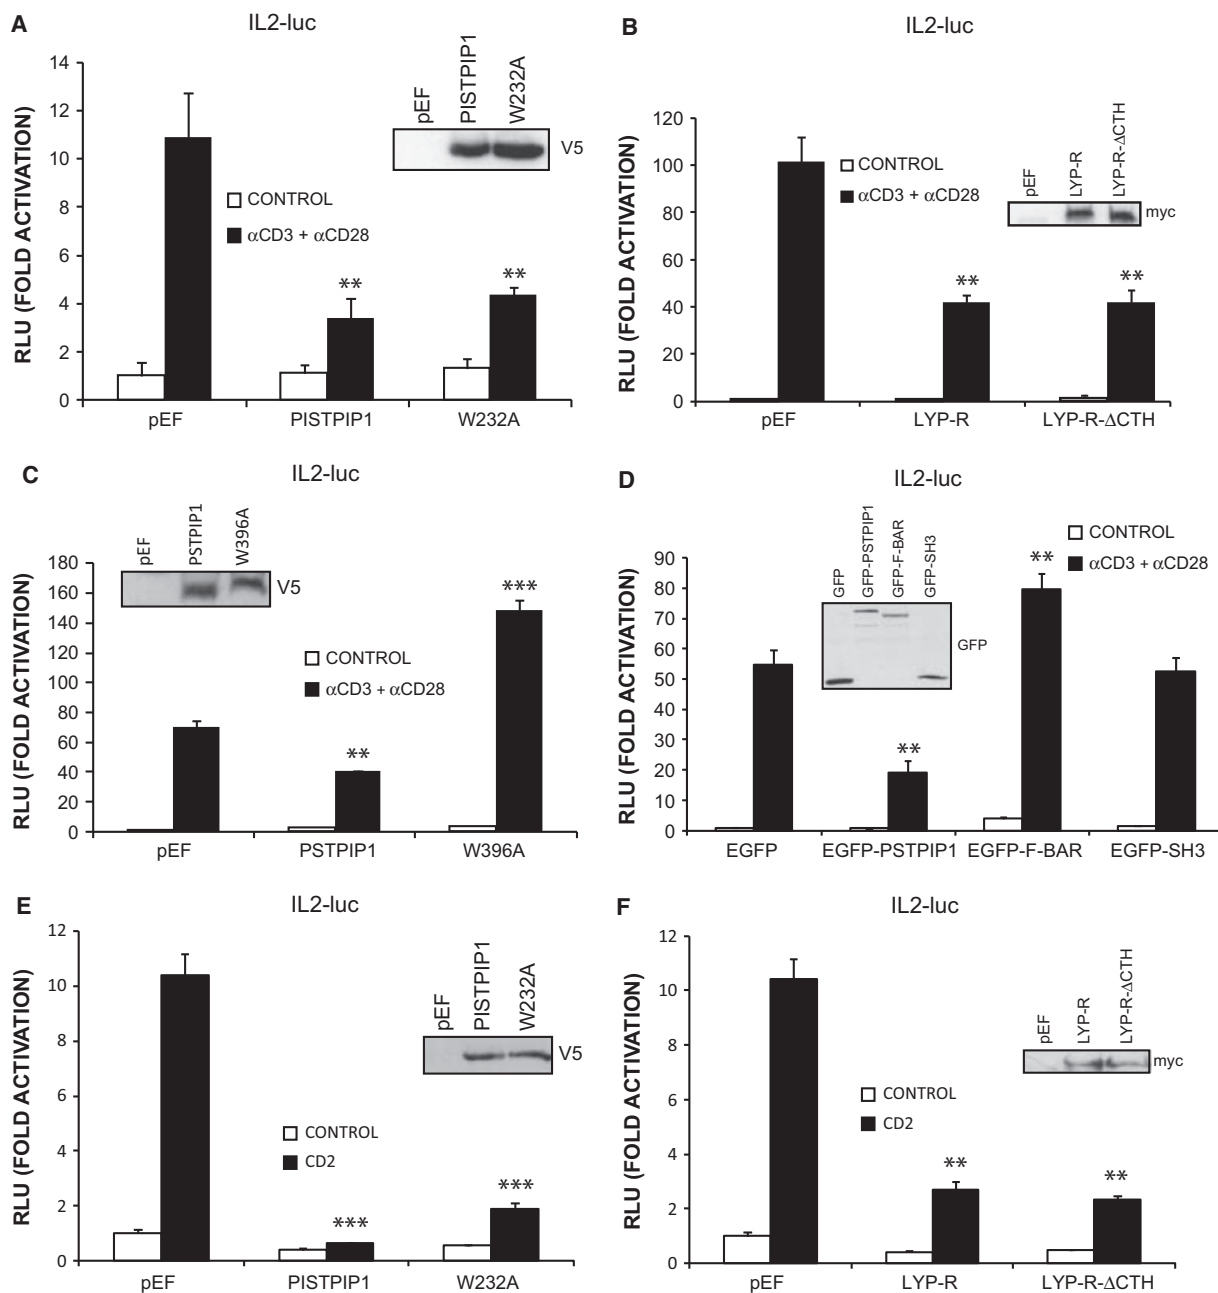 A
IL2-luc
RLU (FOLD ACTIVATION)
14
12
10
8
6
4
2
0
pEF
PISTPIP1
W232A
V5
CONTROL
αCD3 + αCD28
**
**
pEF
PISTPIP1
W232A
B
IL2-luc
RLU (FOLD ACTIVATION)
120
100
80
60
40
20
0
CONTROL
αCD3 + αCD28
pEF
LYP-R
LYP-R-ΔCTH
myc
**
**
pEF
LYP-R
LYP-R-ΔCTH
C
IL2-luc
RLU (FOLD ACTIVATION)
180
160
140
120
100
80
60
40
20
0
pEF
PSTPIP1
W396A
V5
CONTROL
αCD3 + αCD28
**
***
pEF
PSTPIP1
W396A
D
IL2-luc
RLU (FOLD ACTIVATION)
90
80
70
60
50
40
30
20
10
0
GFP
GFP-PSTPIP1
GFP-F-BAR
GFP-SH3
GFP
CONTROL
αCD3 + αCD28
**
**
EGFP
EGFP-PSTPIP1
EGFP-F-BAR
EGFP-SH3
E
IL2-luc
RLU (FOLD ACTIVATION)
12
10
8
6
4
2
0
pEF
PISTPIP1
W232A
V5
CONTROL
CD2
***
***
pEF
PISTPIP1
W232A
F
IL2-luc
RLU (FOLD ACTIVATION)
12
10
8
6
4
2
0
pEF
LYP-R
LYP-R-ΔCTH
myc
CONTROL
CD2
**
**
pEF
LYP-R
LYP-R-ΔCTH